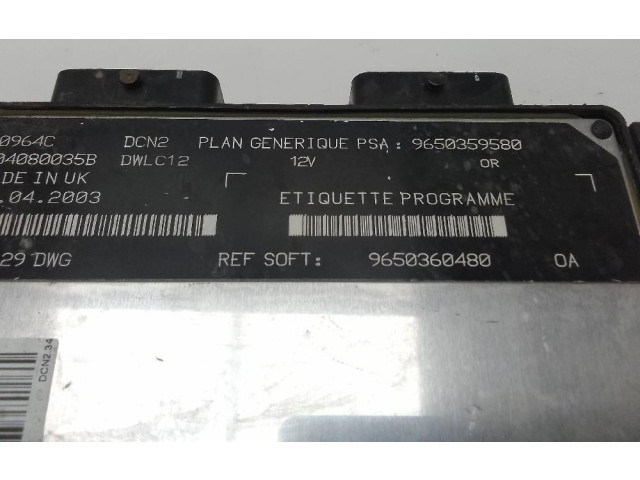 0964C DCN2 PLAN GENERIQUE PSA : 9650359580
04080035B DWLC12 12V OR
DE IN UK
.04.2003 ETIQUETTE PROGRAMME
29 DWG REF SOFT: 9650360480 OA
DCN2.34